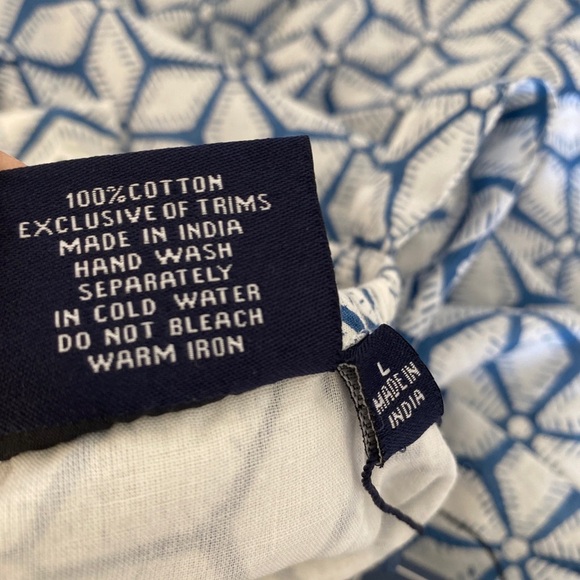 100%COTTON
EXCLUSIVE OF TRIMS
MADE IN INDIA
HAND WASH
SEPARATELY
IN COLD WATER
DO NOT BLEACH
WARM IRON
L
MADE IN
INDIA